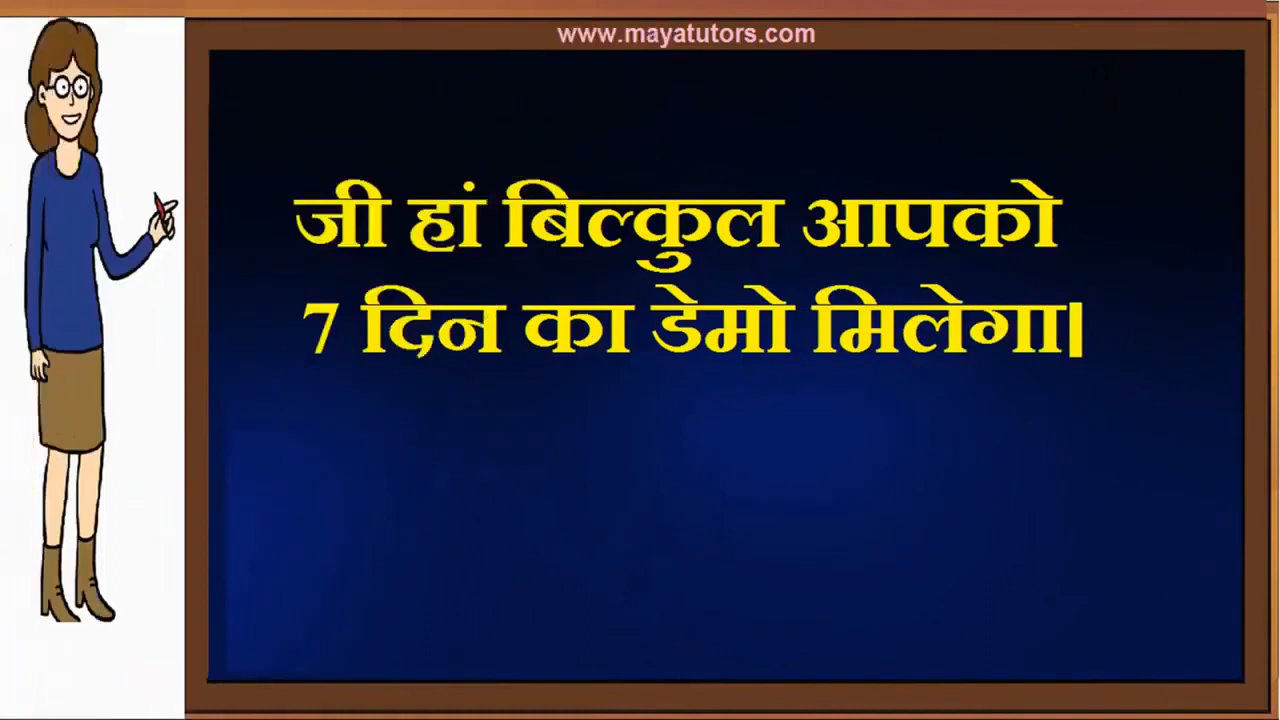 www.mayatutors.com
जी हां बिल्कुल आपको
7 दिन का डेमो मिलेगा।